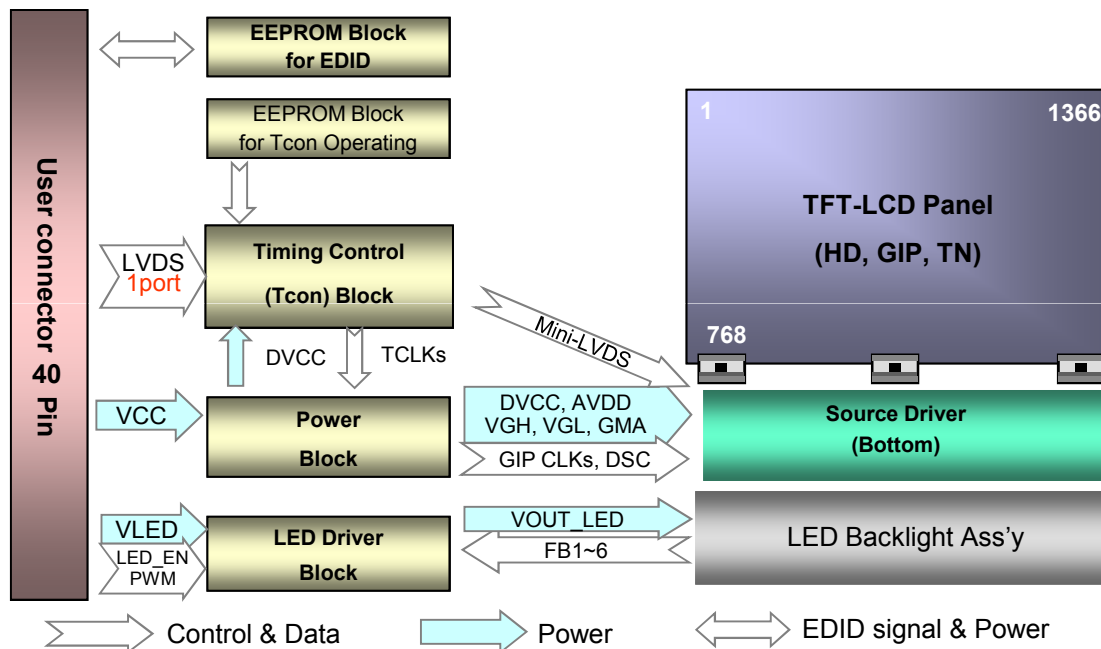 User connector 40 Pin
EEPROM Block
for EDID
EEPROM Block
for Tcon Operating
LVDS
1port
Timing Control
(Tcon) Block
DVCC
TCLKs
Mini-LVDS
VCC
Power
Block
DVCC, AVDD
VGH, VGL, GMA
GIP CLKs, DSC
VLED
LED_EN
PWM
LED Driver
Block
VOUT_LED
FB1~6
1
1366
TFT-LCD Panel
(HD, GIP, TN)
768
Source Driver
(Bottom)
LED Backlight Ass'y
Control & Data
Power
EDID signal & Power